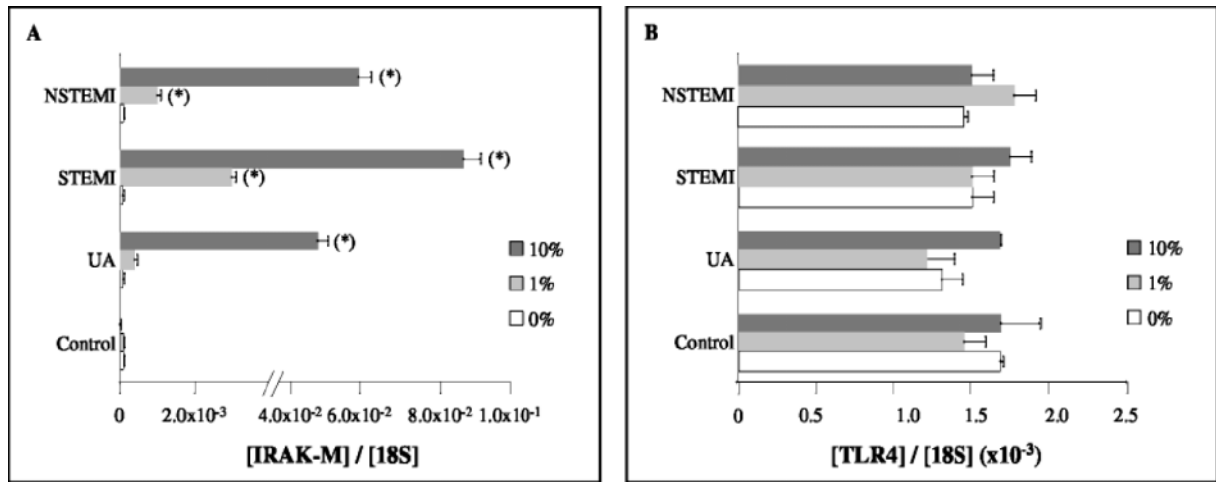 A
NSTEMI
(*)
(*)
STEMI
(*)
(*)
UA
(*)
Control
10%
1%
0%
0 2.0x10-3 4.0x10-2 6.0x10-2 8.0x10-2 1.0x10-1
[IRAK-M] / [18S]
B
NSTEMI
STEMI
UA
Control
10%
1%
0%
0 0.5 1.0 1.5 2.0 2.5
[TLR4] / [18S] (x10-3)